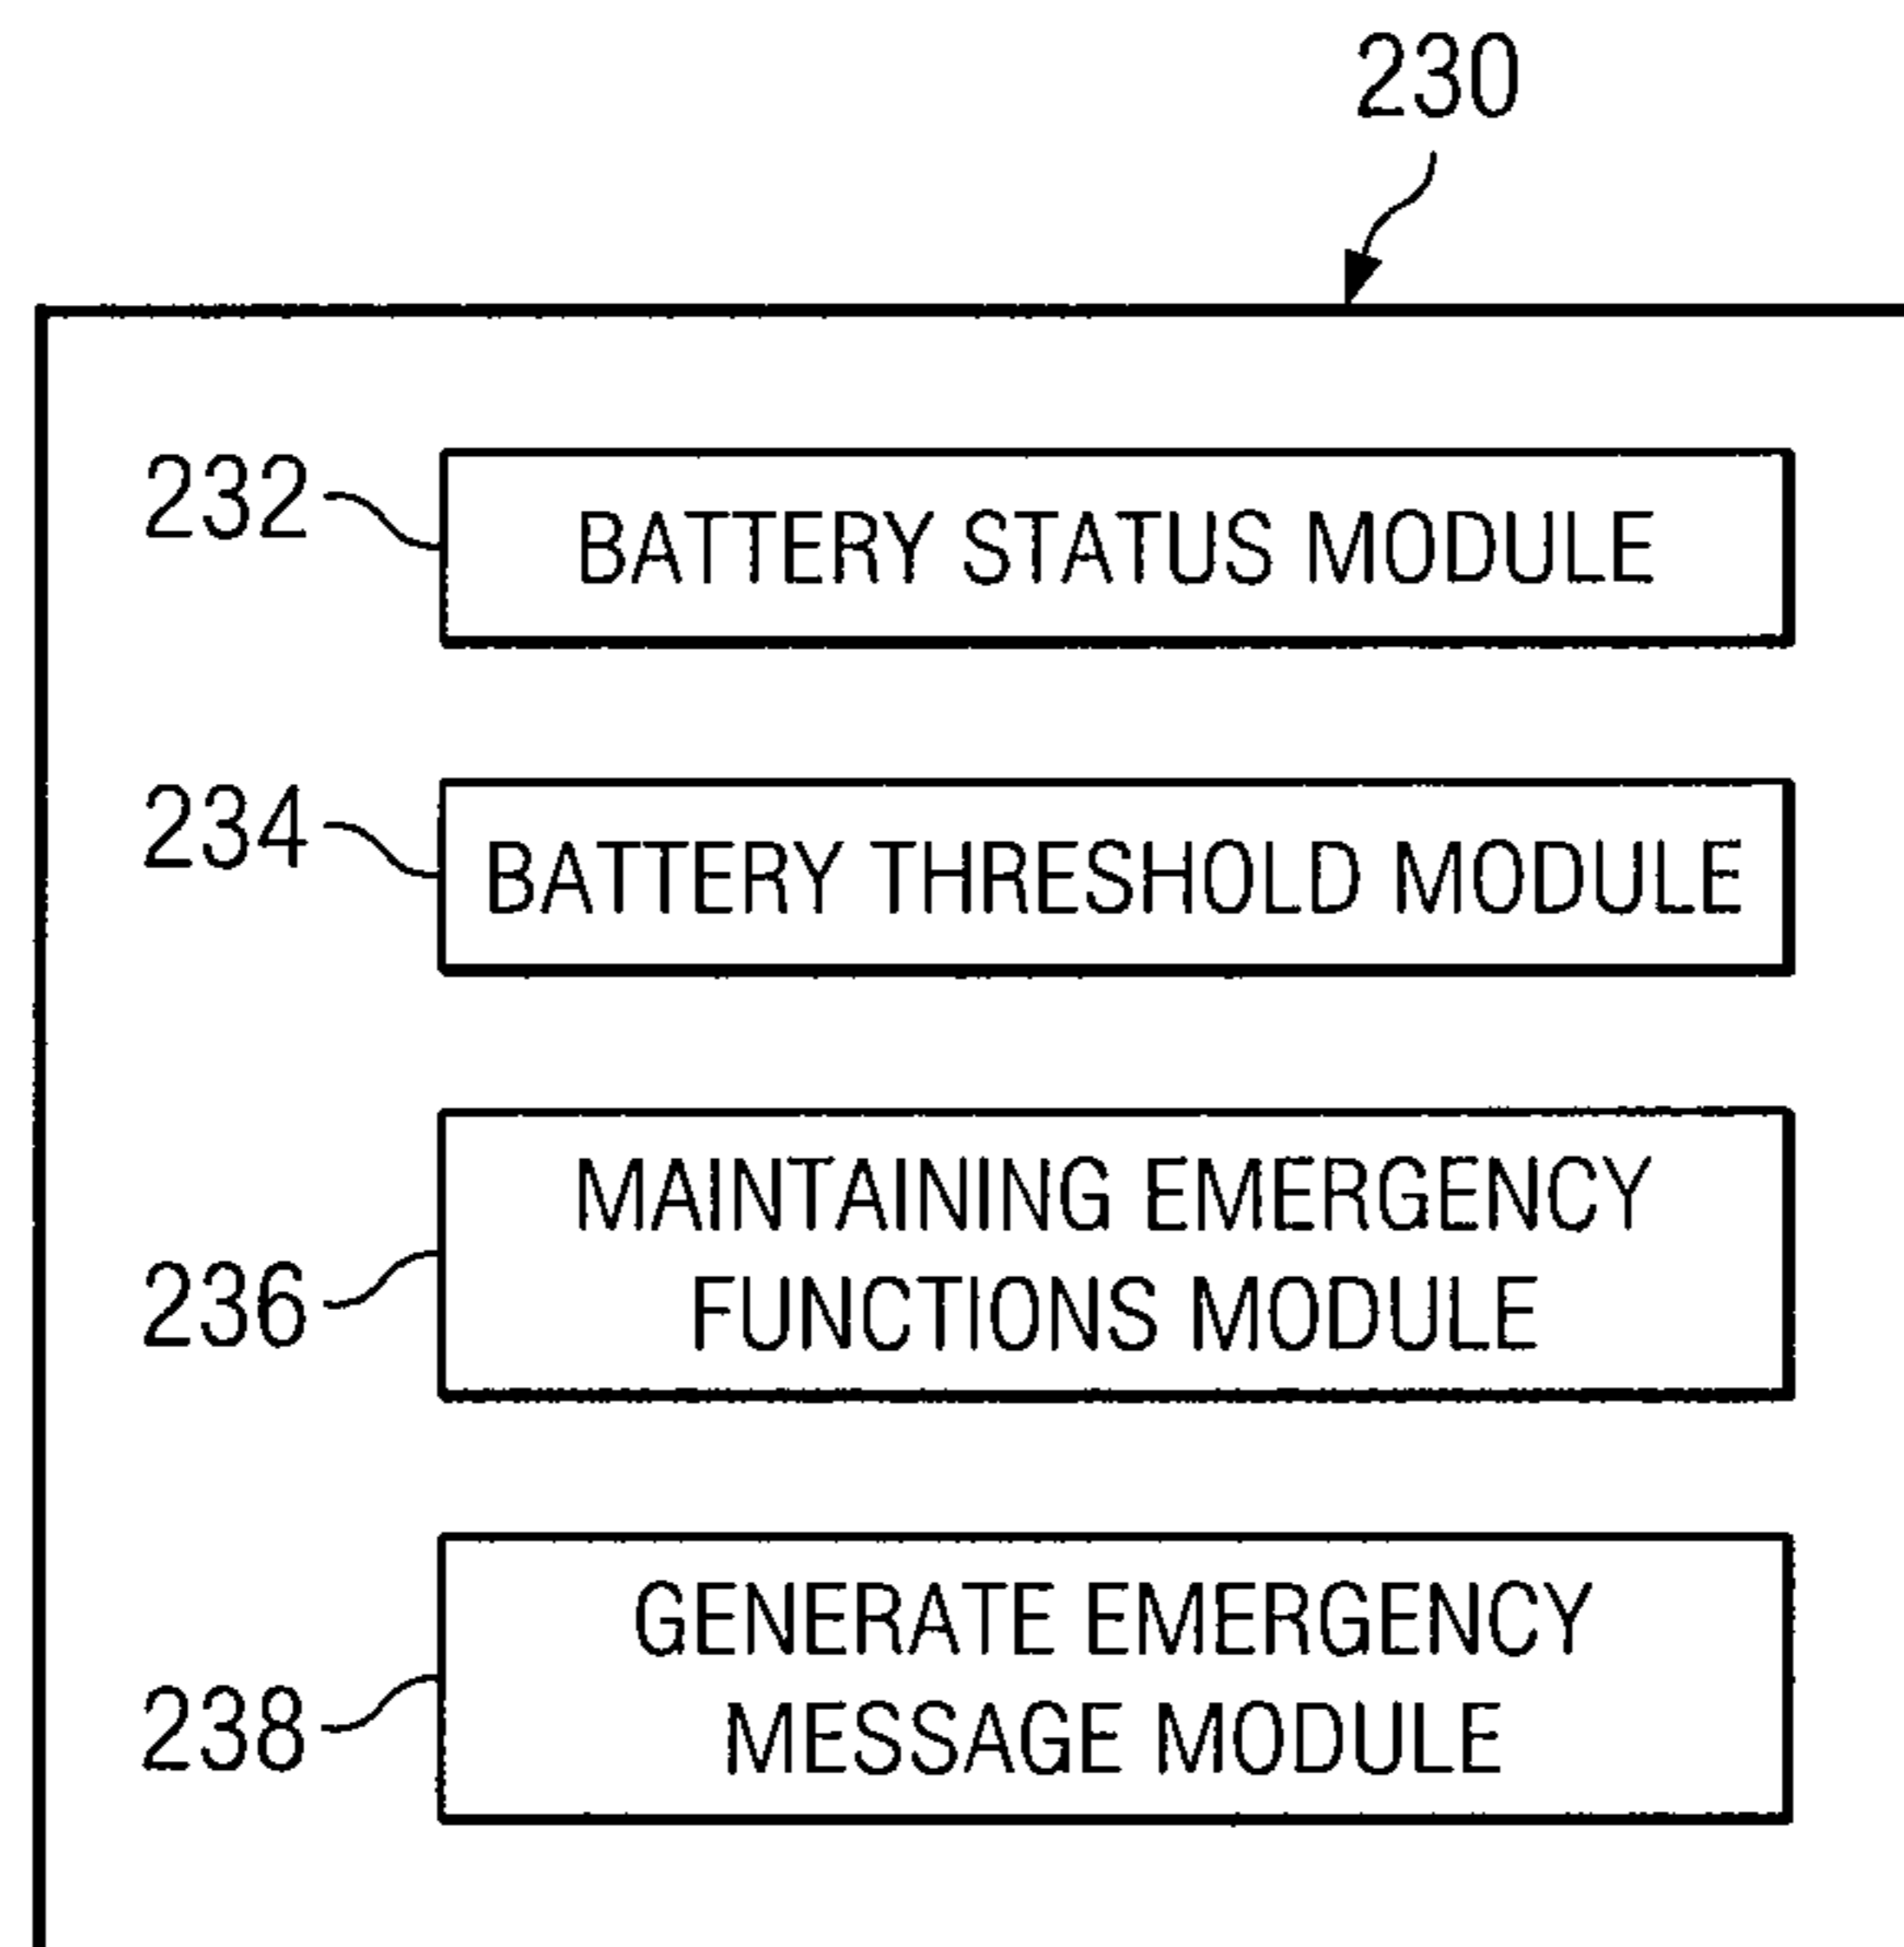 230
232
BATTERY STATUS MODULE
234
BATTERY THRESHOLD MODULE
MAINTAINING EMERGENCY
FUNCTIONS MODULE
236
GENERATE EMERGENCY
MESSAGE MODULE
238